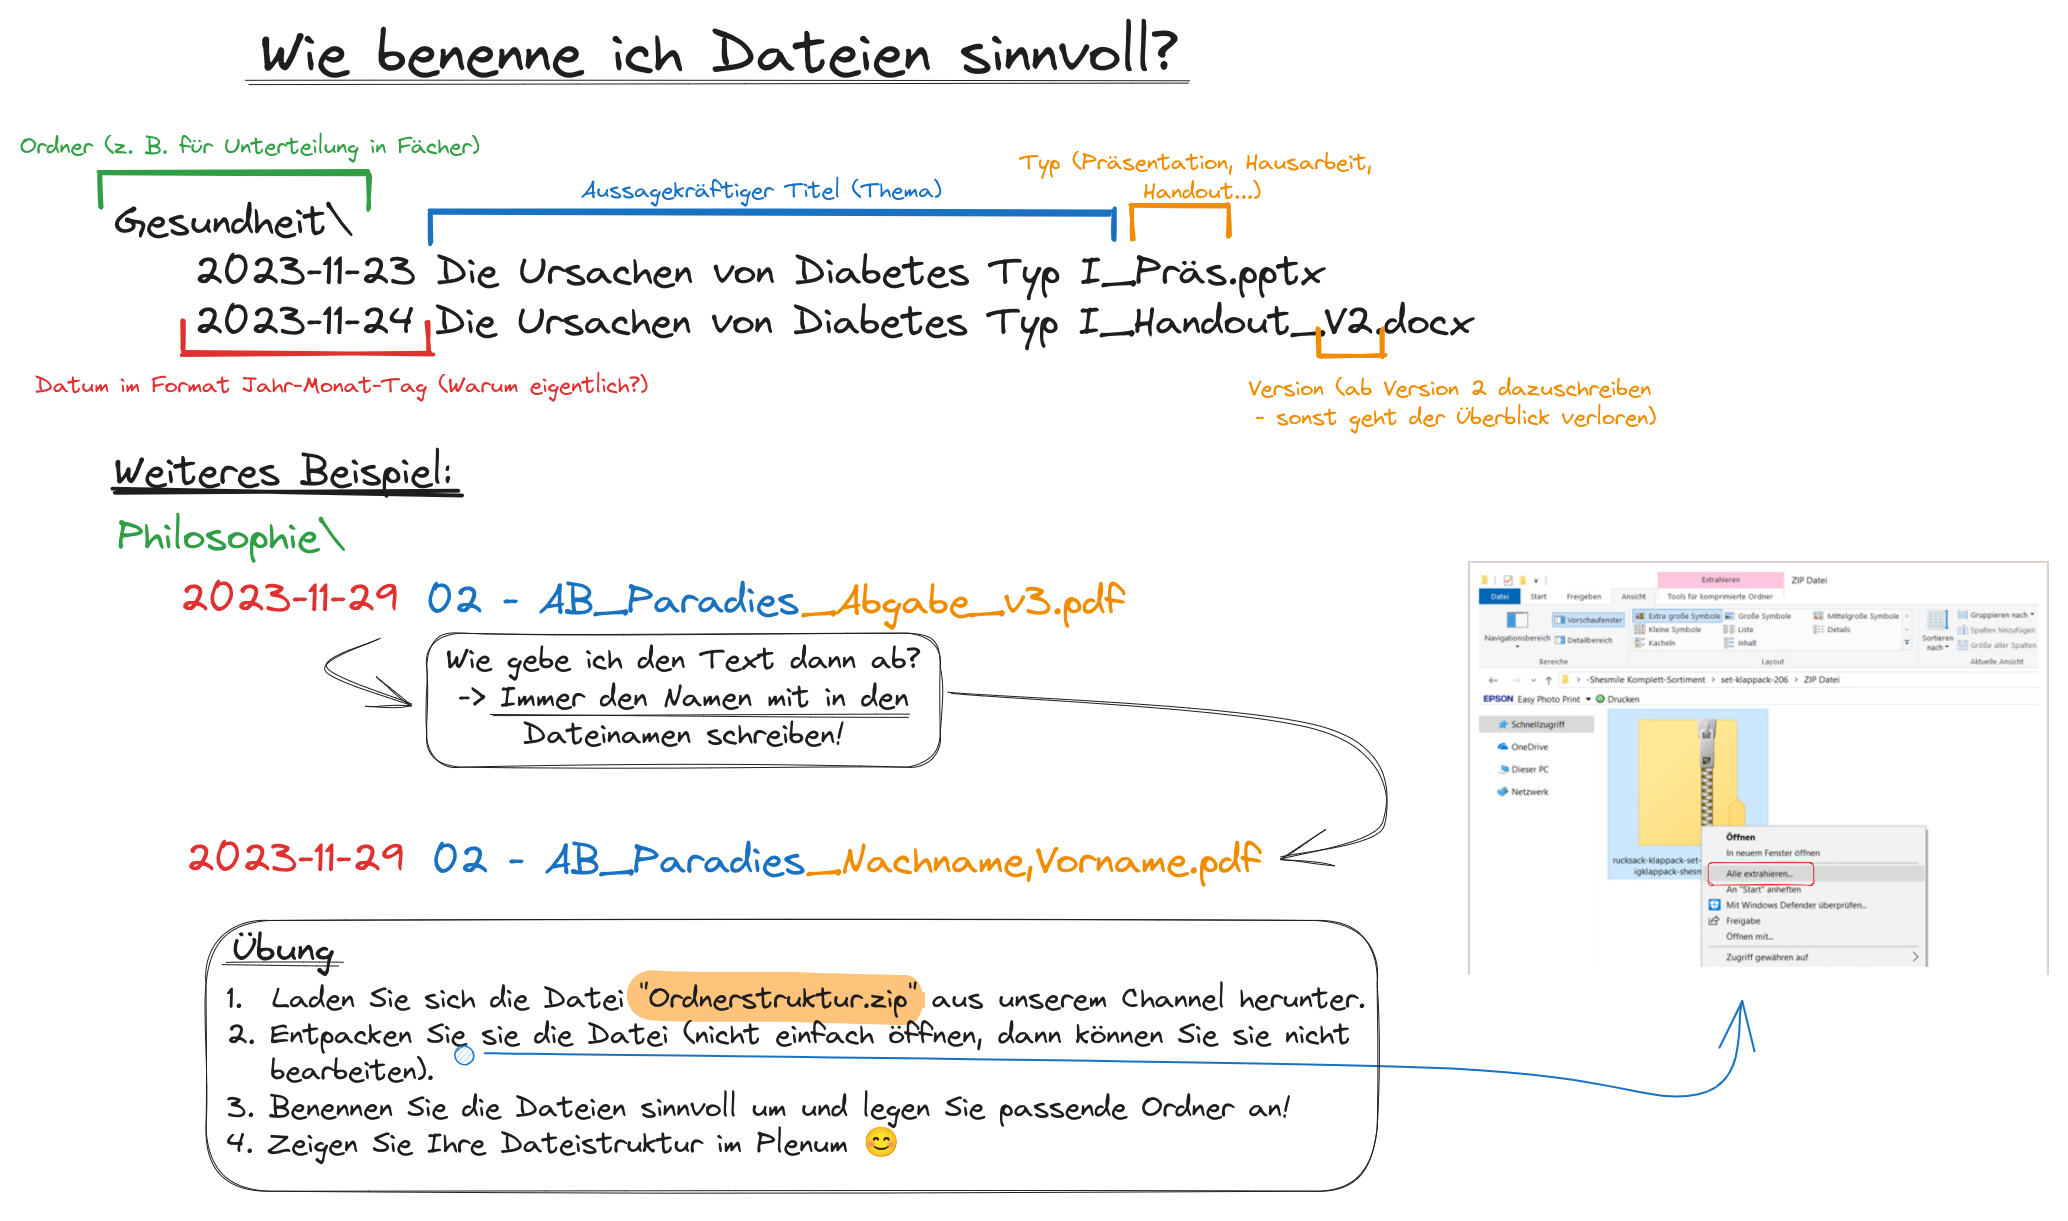 Wie benenne ich Dateien sinnvoll?
Ordner (z. B. für Unterteilung in Fächer)
Aussagekräftiger Titel (Thema)
Typ (Präsentation, Hausarbeit,
Handout...)
Gesundheit\
2023-11-23 Die Ursachen von Diabetes Typ I_Präs.pptx
2023-11-24 Die Ursachen von Diabetes Typ I_Handout_V2.docx
Datum im Format Jahr-Monat-Tag (Warum eigentlich?)
Version (ab Version 2 dazuschreiben
- sonst geht der Überblick verloren)
Weiteres Beispiel:
Philosophie\
2023-11-29 02 - AB_Paradies_Abgabe_v3.pdf
Wie gebe ich den Text dann ab?
-> Immer den Namen mit in den
Dateinamen schreiben!
2023-11-29 02 - AB_Paradies_Nachname,Vorname.pdf
Übung
1. Laden Sie sich die Datei "Ordnerstruktur.zip" aus unserem Channel herunter.
2. Entpacken Sie sie die Datei (nicht einfach öffnen, dann können Sie sie nicht
bearbeiten).
3. Benennen Sie die Dateien sinnvoll um und legen Sie passende Ordner an!
4. Zeigen Sie Ihre Dateistruktur im Plenum 😊
Extrahieren ZIP Datei
Datei Start Freigeben Ansicht Tools für komprimierte Ordner
Navigationsbereich
Vorschaufenster
Detailbereich
Bereiche
Extra große Symbole Große Symbole Mittelgroße Symbole
Kleine Symbole Liste Details
Kacheln Inhalt
Layout
Sortieren
nach
Gruppieren nach
Spalten hinzufügen
Größe aller Spalten
Aktuelle Ansicht
-Shesmile Komplett-Sortiment > set-klappack-206 > ZIP Datei
EPSON Easy Photo Print Drucken
Schnellzugriff
OneDrive
Dieser PC
Netzwerk
rucksack-klappack-set-
igklappack-shesm
Öffnen
In neuem Fenster öffnen
Alle extrahieren...
An "Start" anheften
Mit Windows Defender überprüfen...
Freigabe
Öffnen mit...
Zugriff gewähren auf >